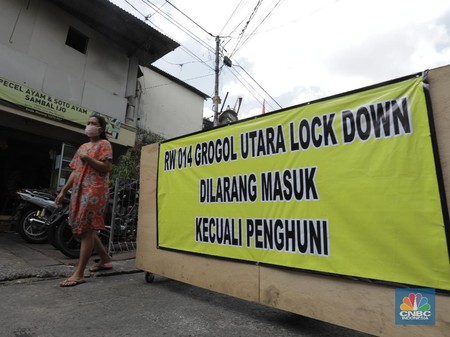 PECEL AYAM & SOTO AYAM
SAMBAL IJO
RW 014 GROGOL UTARA LOCK DOWN
DILARANG MASUK
KECUALI PENGHUNI
CNBC
INDONESIA